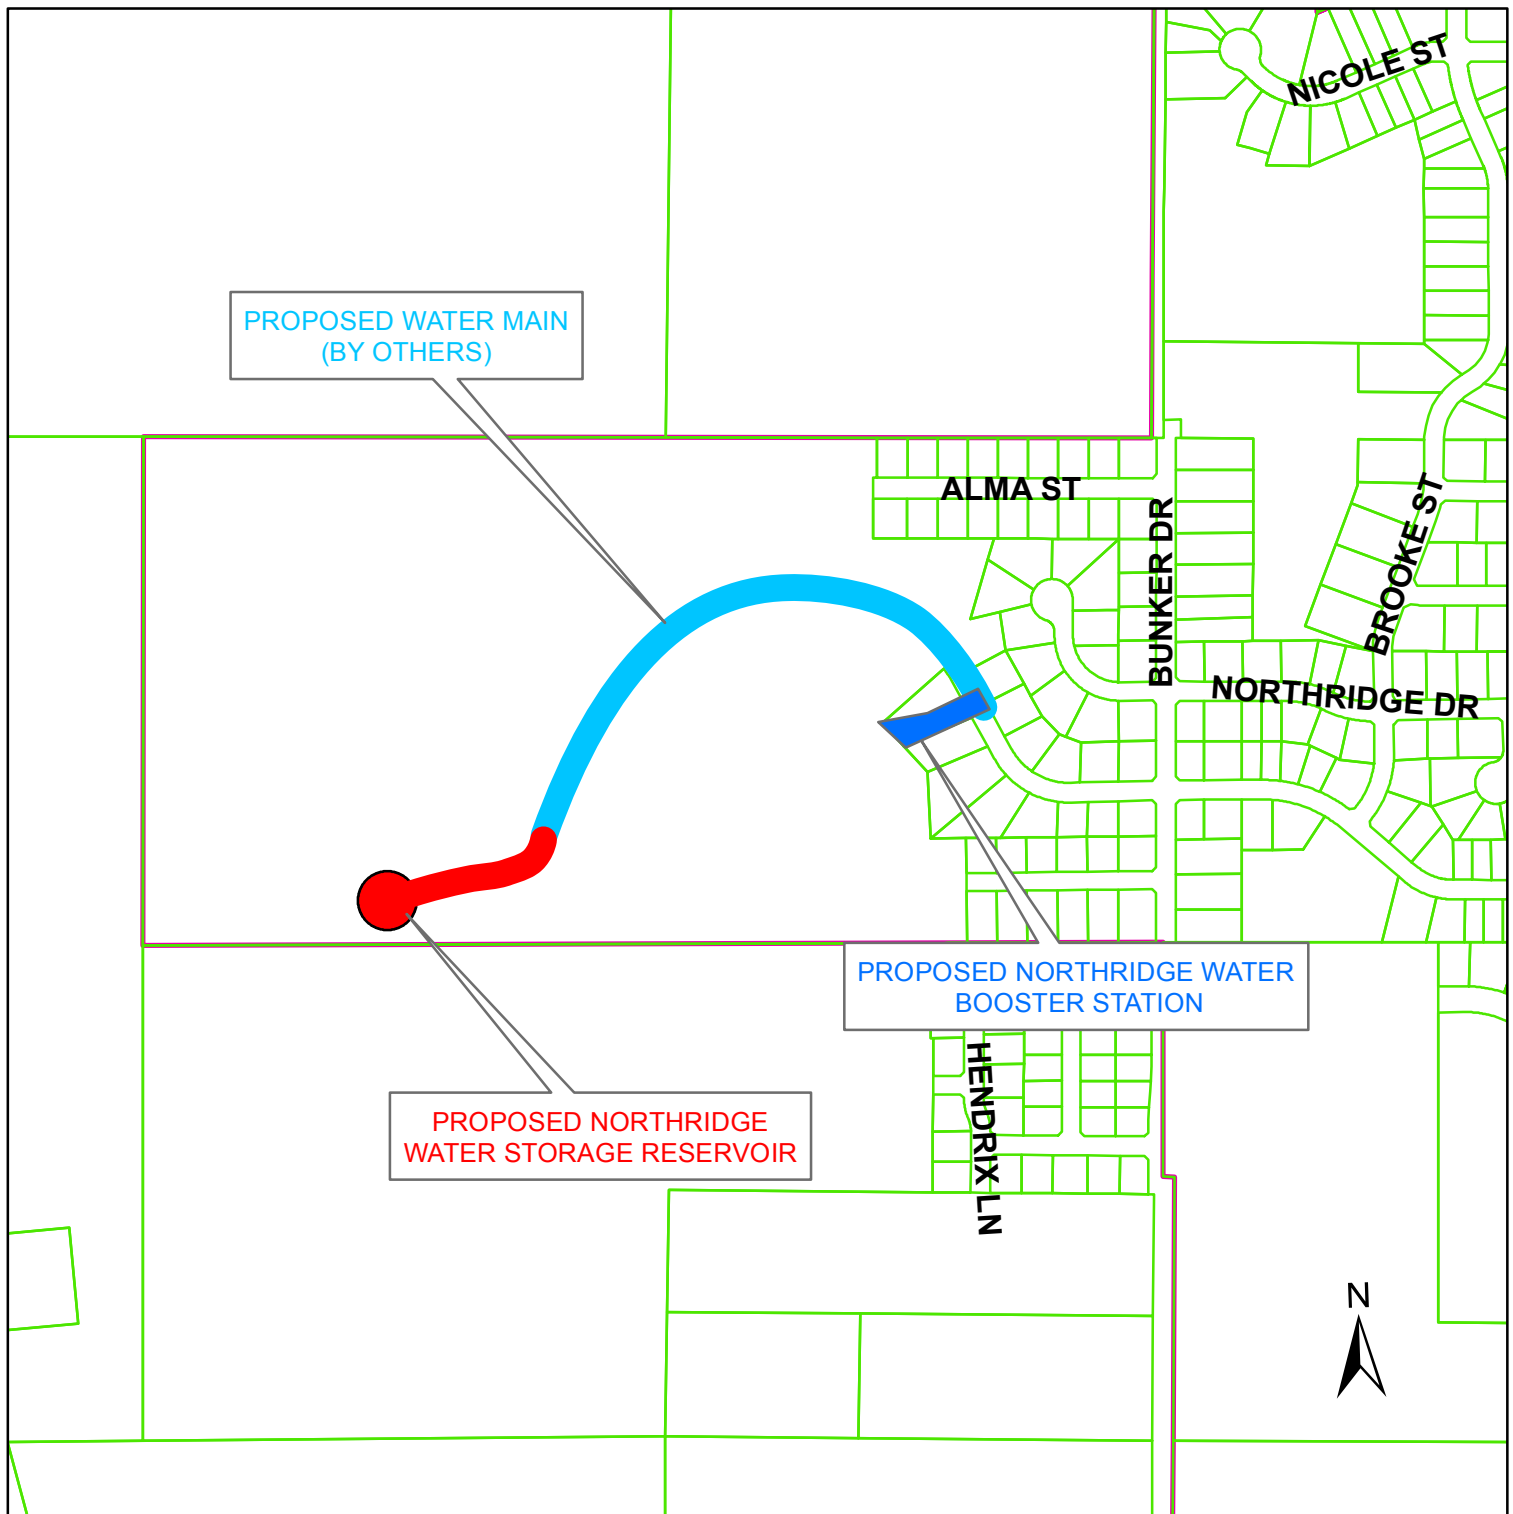 NICOLE ST
PROPOSED WATER MAIN
(BY OTHERS)
ALMA ST
BUNKER DR
BROOKE ST
NORTHRIDGE DR
PROPOSED NORTHRIDGE WATER
BOOSTER STATION
HENDRIX LN
PROPOSED NORTHRIDGE
WATER STORAGE RESERVOIR
N